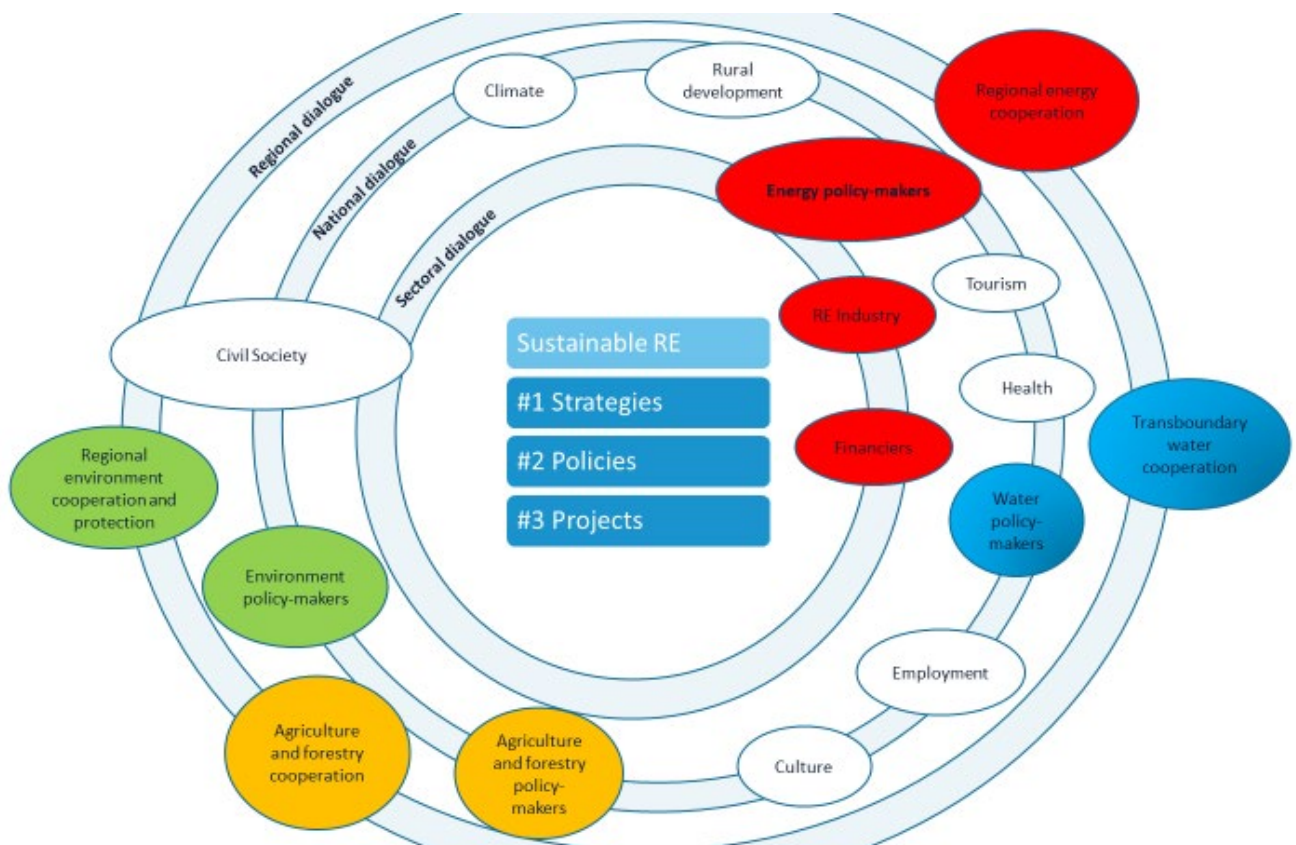 Regional dialogue
National dialogue
Sectoral dialogue
Climate
Rural
development
Regional energy
cooperation
Energy policy-makers
Tourism
RE Industry
Civil Society
Sustainable RE
#1 Strategies
#2 Policies
#3 Projects
Health
Financiers
Transboundary
water
cooperation
Regional
environment
cooperation and
protection
Water
policy-
makers
Environment
policy-makers
Employment
Agriculture
and forestry
cooperation
Agriculture
and forestry
policy-
makers
Culture